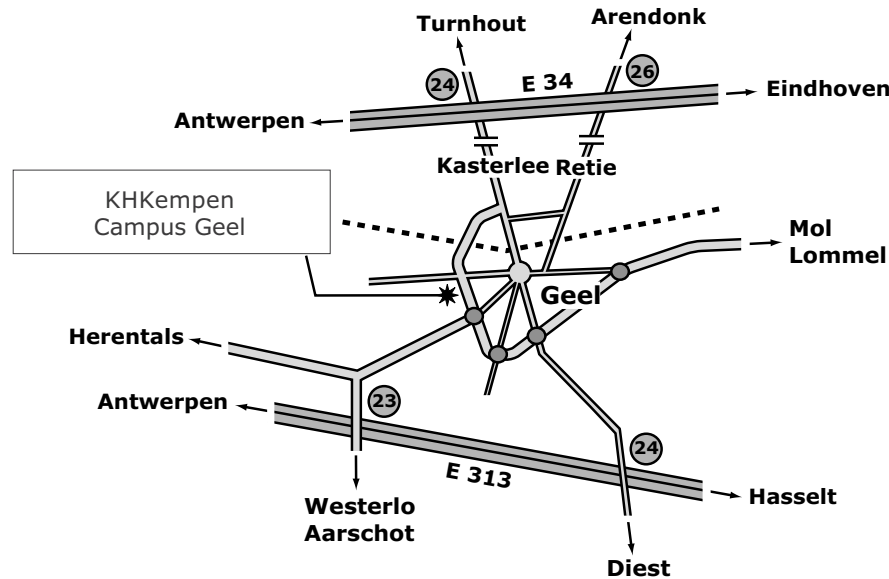 Turnhout
Arendonk
24
E 34
26
Eindhoven
Antwerpen
Kasterlee
Retie
KHKempen
Campus Geel
Mol
Lommel
Geel
Herentals
Antwerpen
23
24
E 313
Hasselt
Westerlo
Aarschot
Diest